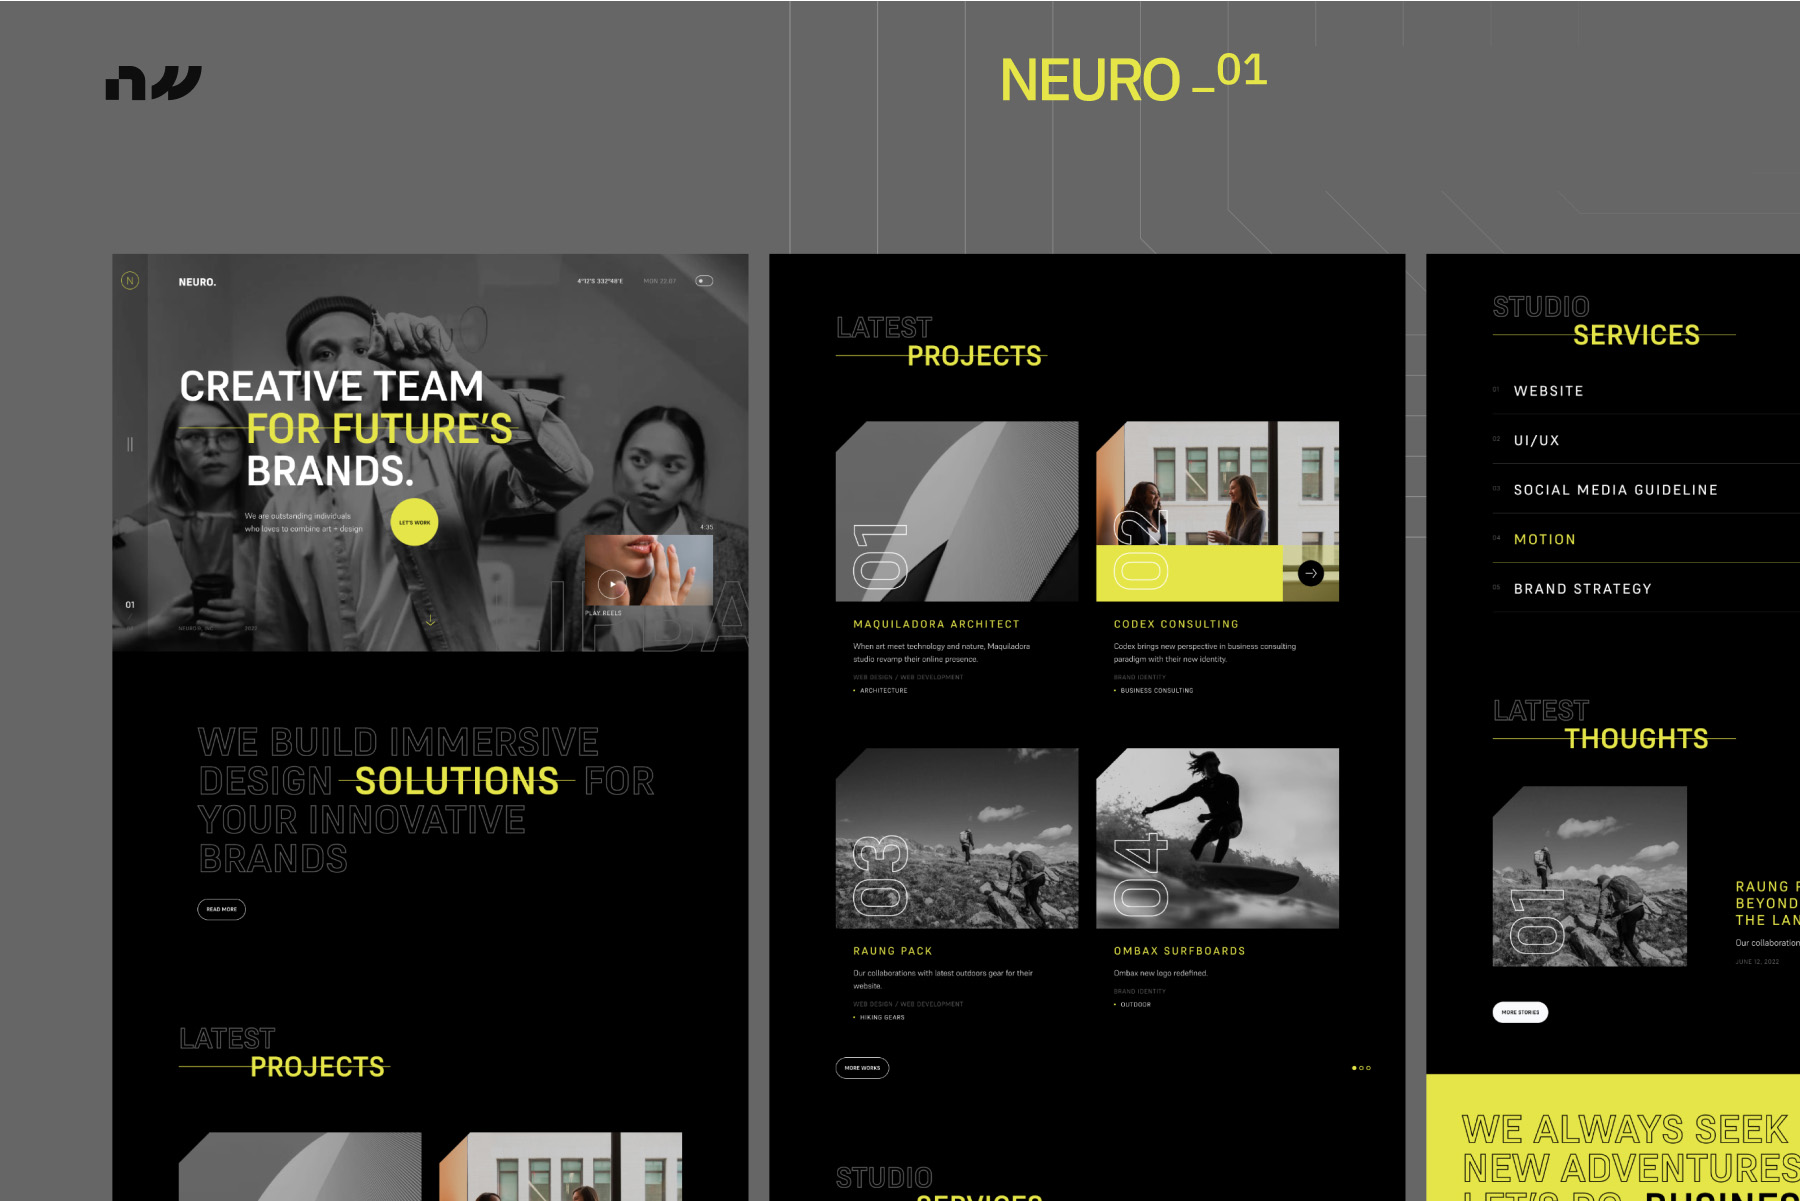 NEURO _01
N
NEURO.
4°12'S 332°48'E
MON 22.07
CREATIVE TEAM
FOR FUTURE'S
BRANDS.
We are outstanding individuals
who loves to combine art + design
LET'S WORK
4:35
PLAY REELS
01
2022
WE BUILD IMMERSIVE
DESIGN SOLUTIONS FOR
YOUR INNOVATIVE
BRANDS
READ MORE
LATEST
PROJECTS
LATEST
PROJECTS
01
MAQUILADORA ARCHITECT
When art meet technology and nature, Maquiladora
studio revamp their online presence.
WEB DESIGN / WEB DEVELOPMENT
• ARCHITECTURE
02
CODEX CONSULTING
Codex brings new perspective in business consulting
paradigm with their new identity.
BRAND IDENTITY
• BUSINESS CONSULTING
03
RAUNG PACK
Our collaborations with latest outdoors gear for their
website.
WEB DESIGN / WEB DEVELOPMENT
• HIKING GEARS
04
OMBAX SURFBOARDS
Ombax new logo redefined.
BRAND IDENTITY
• OUTDOOR
MORE WORKS
STUDIO
SERVICES
STUDIO
SERVICES
01 WEBSITE
02 UI/UX
03 SOCIAL MEDIA GUIDELINE
04 MOTION
05 BRAND STRATEGY
LATEST
THOUGHTS
01
RAUNG
BEYOND
THE LAN
Our collaboration
JUNE 12, 2022
MORE STORIES
WE ALWAYS SEEK
NEW ADVENTURES
LET'S DO